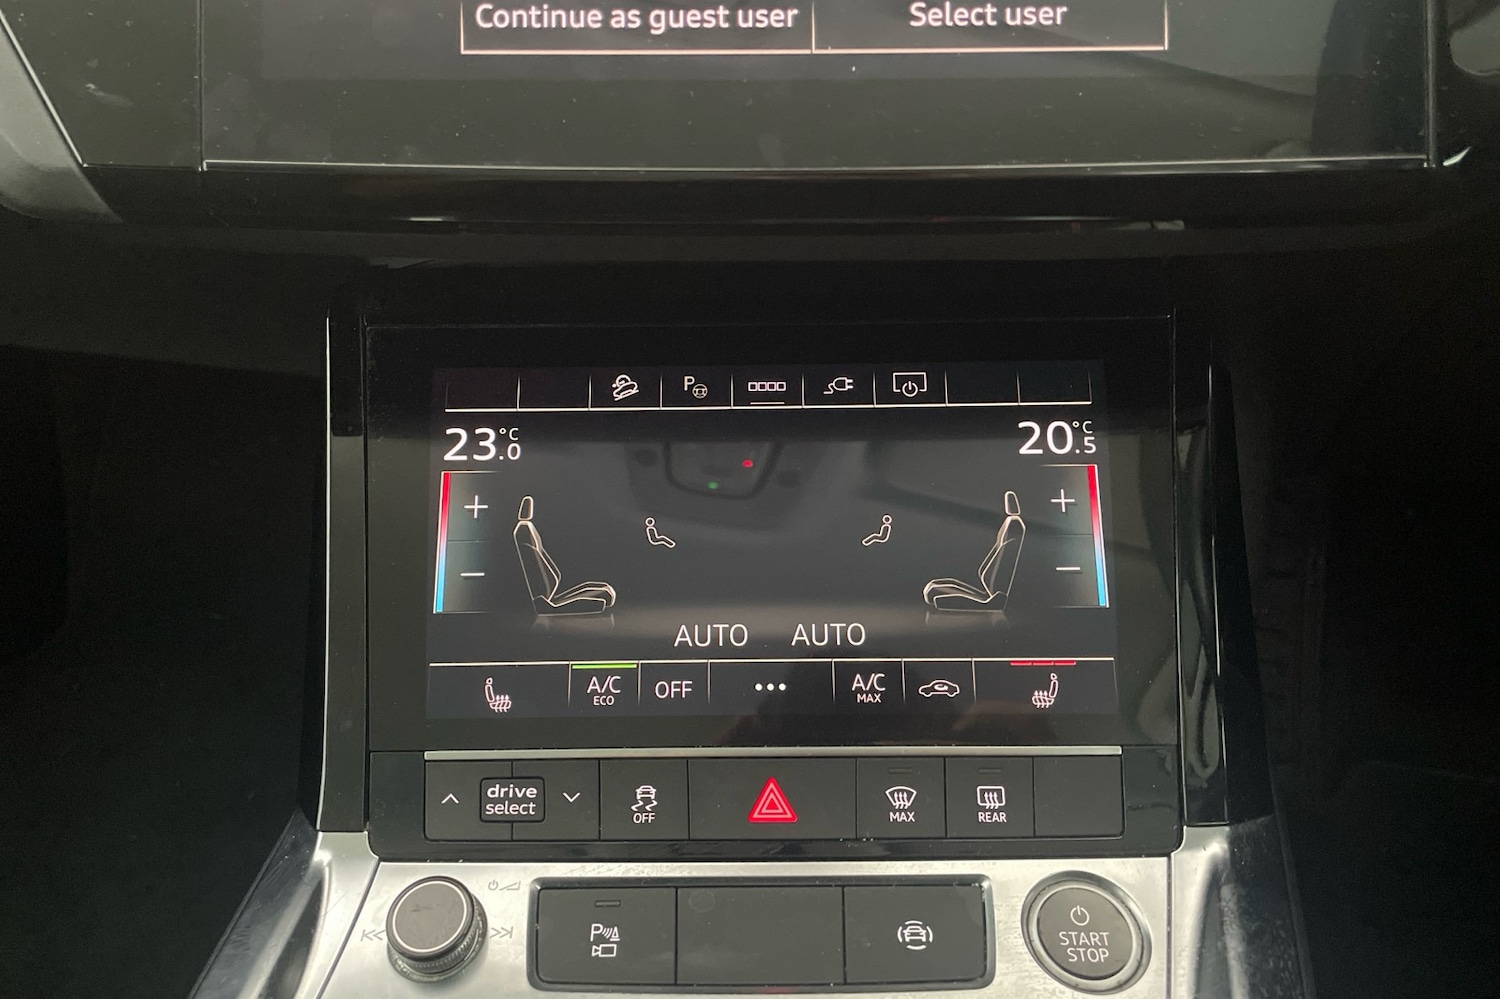 Continue as guest user
Select user
P
23.0°C
20.5°C
+
+
−
−
AUTO AUTO
A/C
ECO
OFF
•••
A/C
MAX
drive
select
OFF
MAX
REAR
P
START
STOP